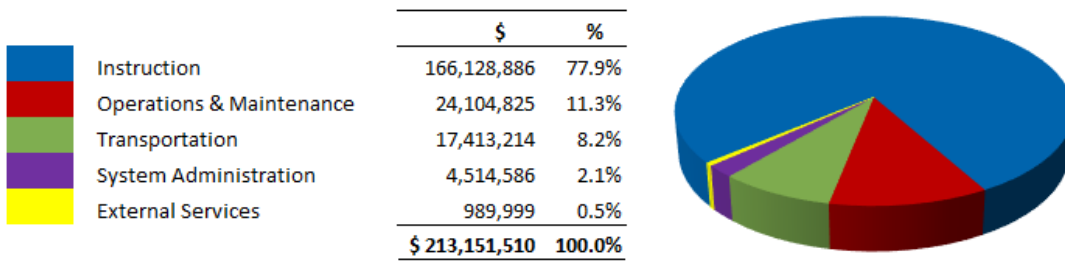 $ %
Instruction 166,128,886 77.9%
Operations & Maintenance 24,104,825 11.3%
Transportation 17,413,214 8.2%
System Administration 4,514,586 2.1%
External Services 989,999 0.5%
$ 213,151,510 100.0%